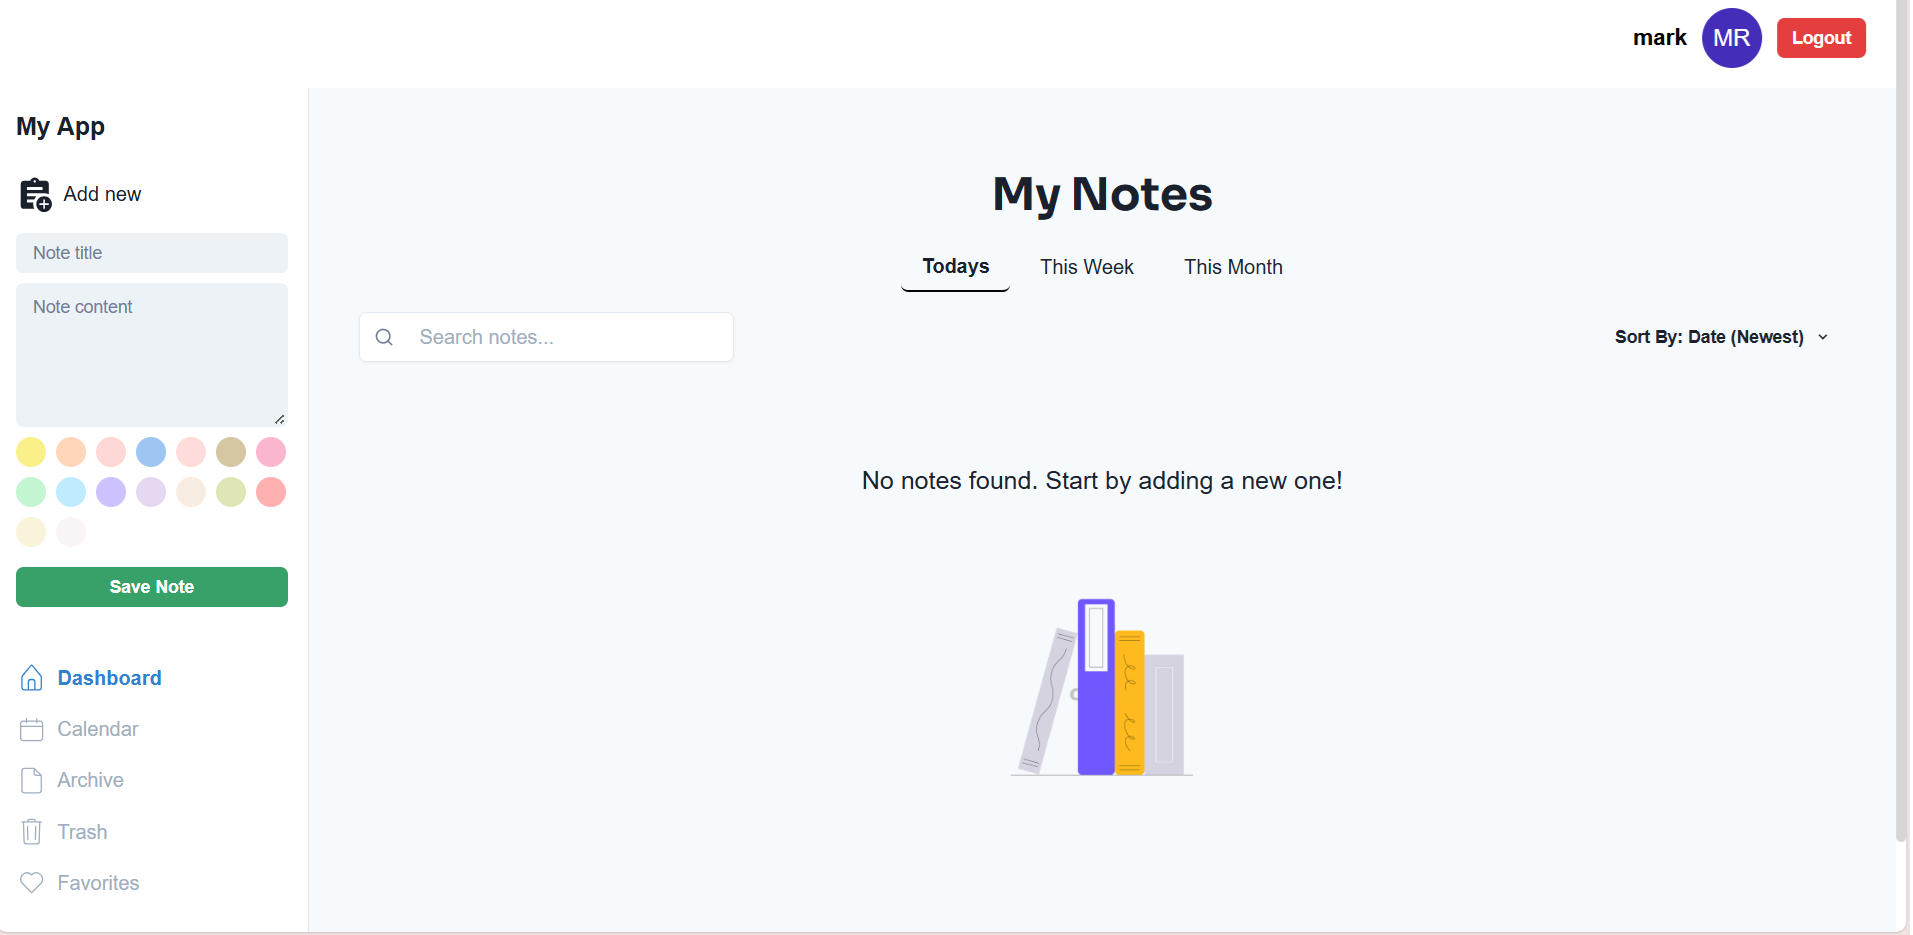 mark MR Logout
My App
Add new
Note title
Note content
Save Note
Dashboard
Calendar
Archive
Trash
Favorites
My Notes
Todays This Week This Month
Search notes...
Sort By: Date (Newest)
No notes found. Start by adding a new one!